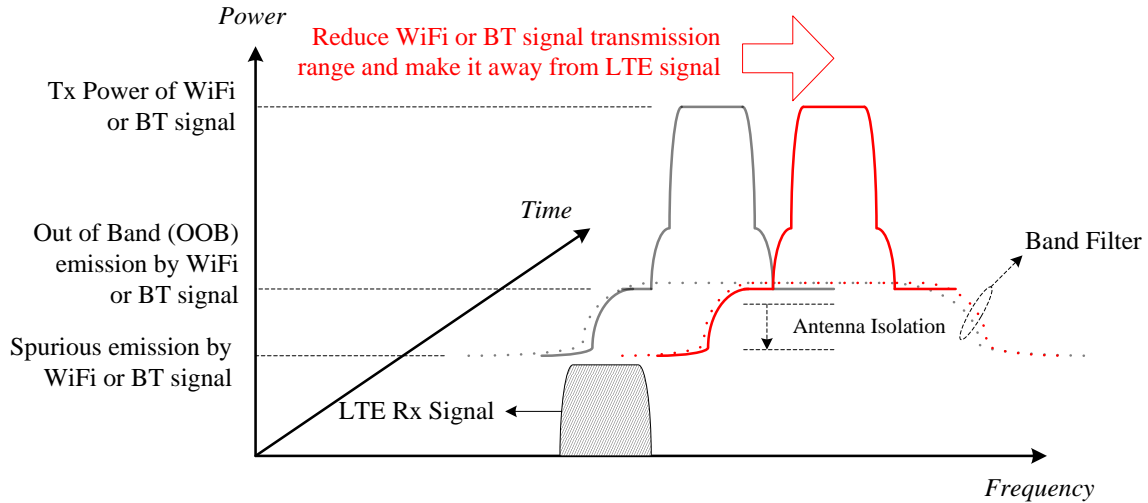 Power
Reduce WiFi or BT signal transmission
range and make it away from LTE signal
Tx Power of WiFi
or BT signal
Time
Out of Band (OOB)
emission by WiFi
or BT signal
Band Filter
Antenna Isolation
Spurious emission by
WiFi or BT signal
LTE Rx Signal
Frequency